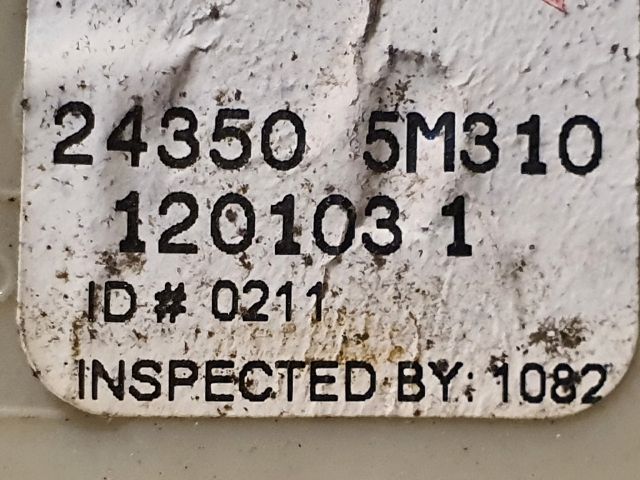 24350 5M310
120103 1
ID # 0211
INSPECTED BY: 1082